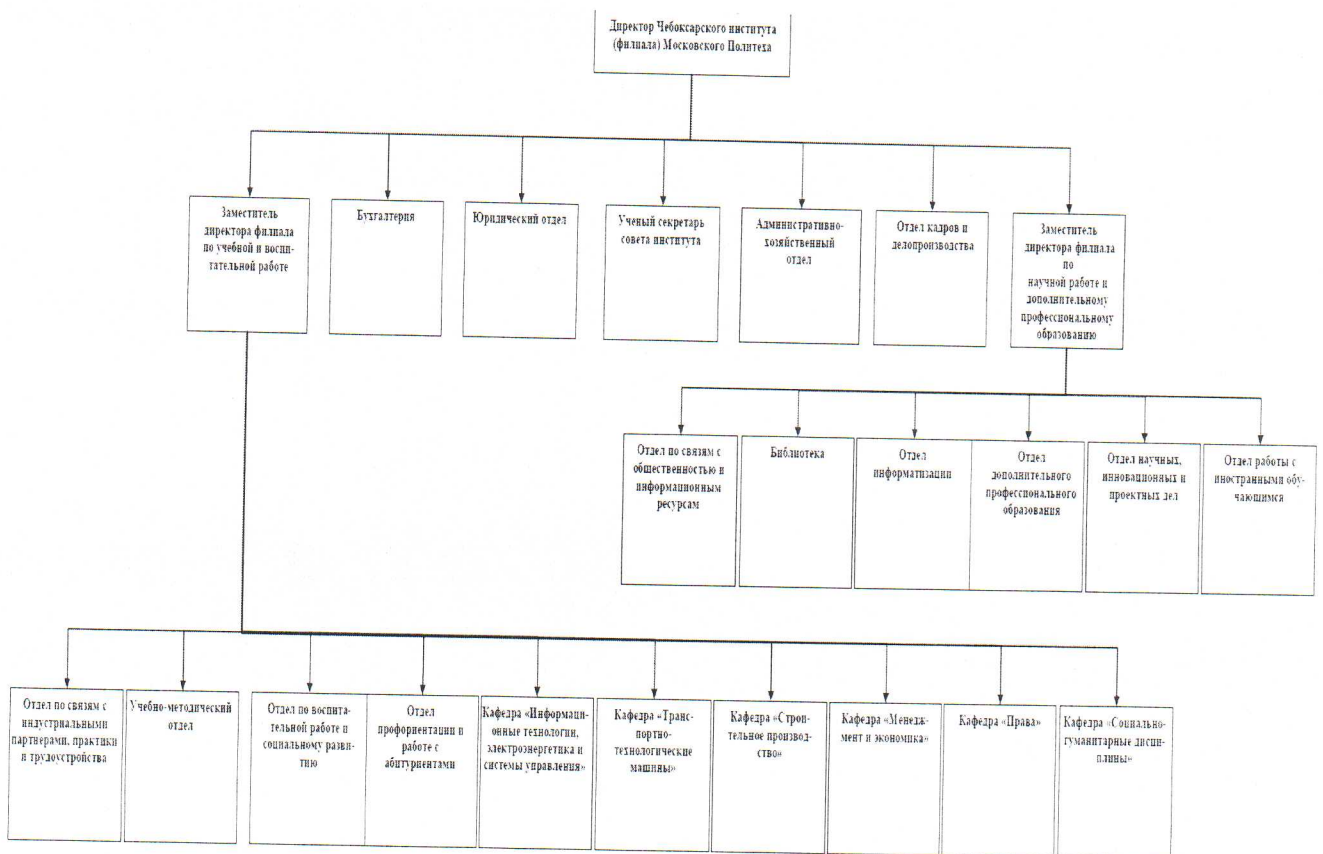 Директор Чебоксарского института
(филиала) Московского Политеха
Заместитель
директора филиала
по учебной и воспи-
тательной работе
Бухгалтерия
Юридический отдел
Ученый секретарь
совета института
Административно-
хозяйственный
отдел
Отдел кадров и
делопроизводства
Заместитель
директора филиала
по
научной работе и
дополнительному
профессиональному
образованию
Отдел по связям с
общественностью и
информационным
ресурсам
Библиотека
Отдел
информатизации
Отдел
дополнительного
профессионального
образования
Отдел научных,
инновационных и
проектных дел
Отдел работы с
иностранными обу-
чающимся
Отдел по связям с
индустриальными
партнерами, практики
и трудоустройства
Учебно-методический
отдел
Отдел по воспита-
тельной работе и
социальному разви-
тию
Отдел
профориентации и
работе с
абитуриентами
Кафедра «Информаци-
онные технологии,
электроэнергетика и
системы управления»
Кафедра «Транс-
портно-
технологические
машины»
Кафедра «Строи-
тельное производ-
ство»
Кафедра «Менедж-
мент и экономика»
Кафедра «Права»
Кафедра «Социально-
гуманитарные дисци-
плины»